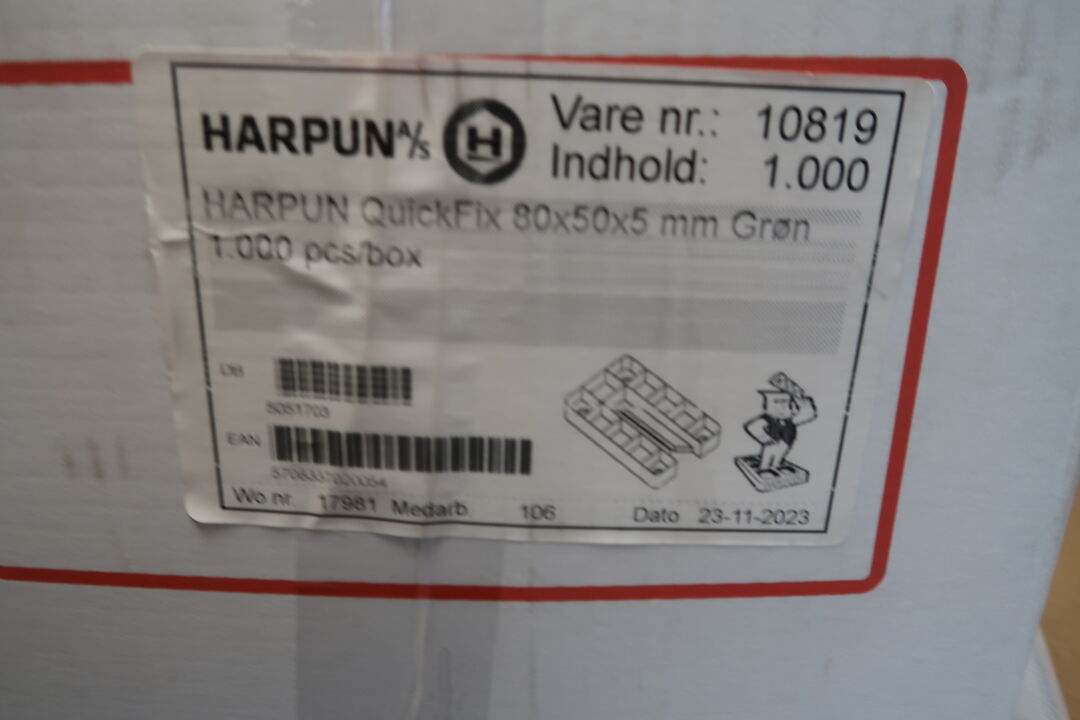 HARPUN A/S H Vare nr.: 10819
Indhold: 1.000
HARPUN QuickFix 80x50x5 mm Grøn
1.000 pcs/box
DB
5051703
EAN
5708337020054
Wo nr. 17981 Medarb 106 Dato 23-11-2023